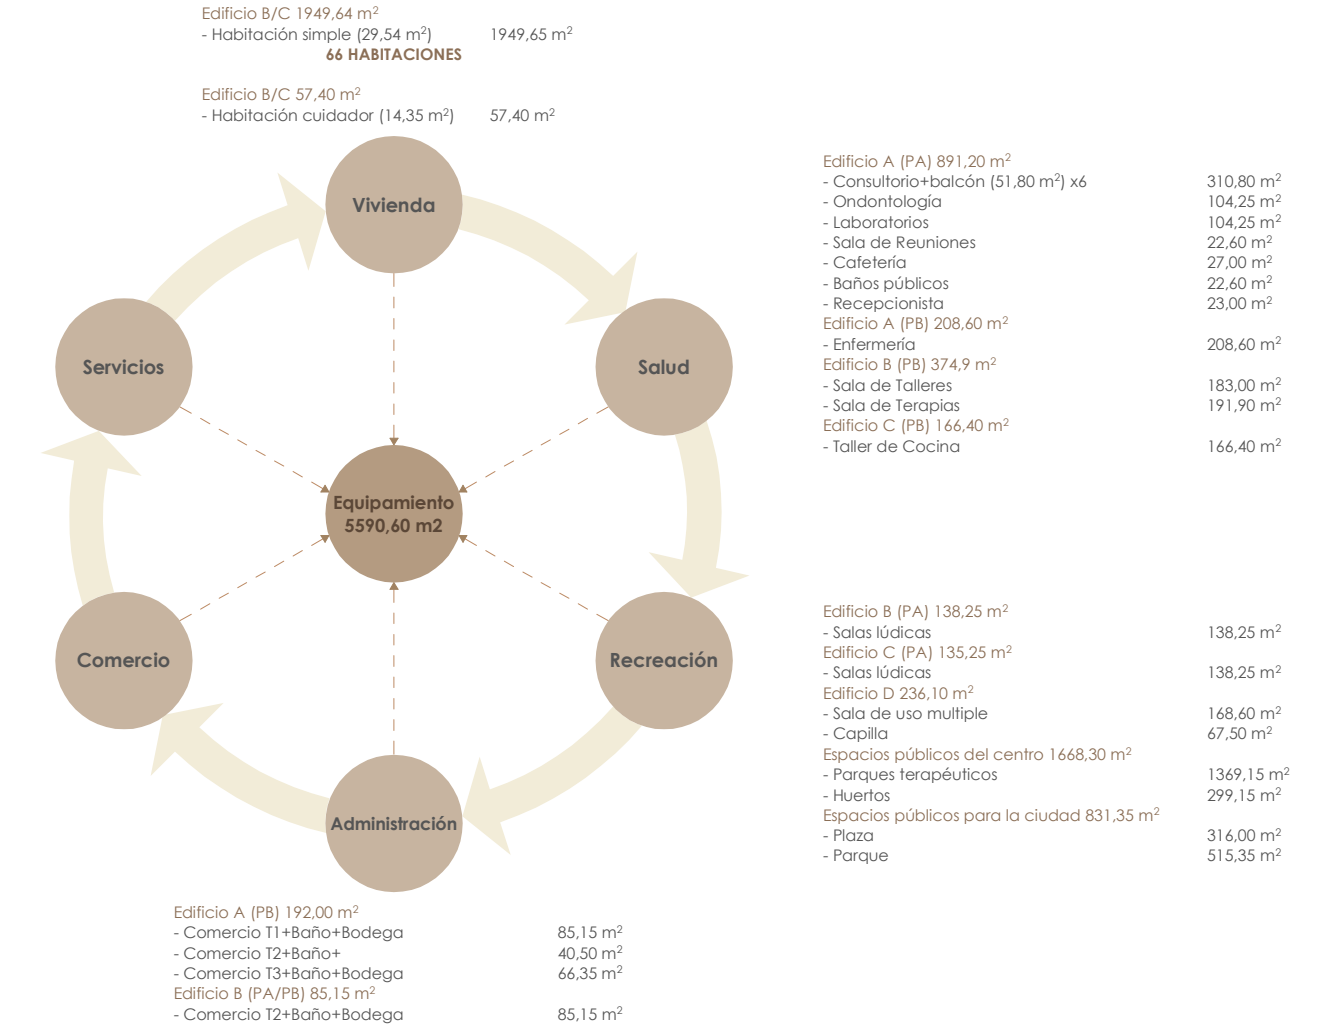 Edificio B/C 1949,64 m²
- Habitación simple (29,54 m²) 1949,65 m²
66 HABITACIONES
Edificio B/C 57,40 m²
- Habitación cuidador (14,35 m²) 57,40 m²
Vivienda
Servicios
Salud
Equipamiento
5590,60 m2
Comercio
Recreación
Administración
Edificio A (PA) 891,20 m²
- Consultorio+balcón (51,80 m²) x6 310,80 m²
- Ondontología 104,25 m²
- Laboratorios 104,25 m²
- Sala de Reuniones 22,60 m²
- Cafetería 27,00 m²
- Baños públicos 22,60 m²
- Recepcionista 23,00 m²
Edificio A (PB) 208,60 m²
- Enfermería 208,60 m²
Edificio B (PB) 374,9 m²
- Sala de Talleres 183,00 m²
- Sala de Terapias 191,90 m²
Edificio C (PB) 166,40 m²
- Taller de Cocina 166,40 m²
Edificio B (PA) 138,25 m²
- Salas lúdicas 138,25 m²
Edificio C (PA) 135,25 m²
- Salas lúdicas 138,25 m²
Edificio D 236,10 m²
- Sala de uso multiple 168,60 m²
- Capilla 67,50 m²
Espacios públicos del centro 1668,30 m²
- Parques terapéuticos 1369,15 m²
- Huertos 299,15 m²
Espacios públicos para la ciudad 831,35 m²
- Plaza 316,00 m²
- Parque 515,35 m²
Edificio A (PB) 192,00 m²
- Comercio T1+Baño+Bodega 85,15 m²
- Comercio T2+Baño+ 40,50 m²
- Comercio T3+Baño+Bodega 66,35 m²
Edificio B (PA/PB) 85,15 m²
- Comercio T2+Baño+Bodega 85,15 m²